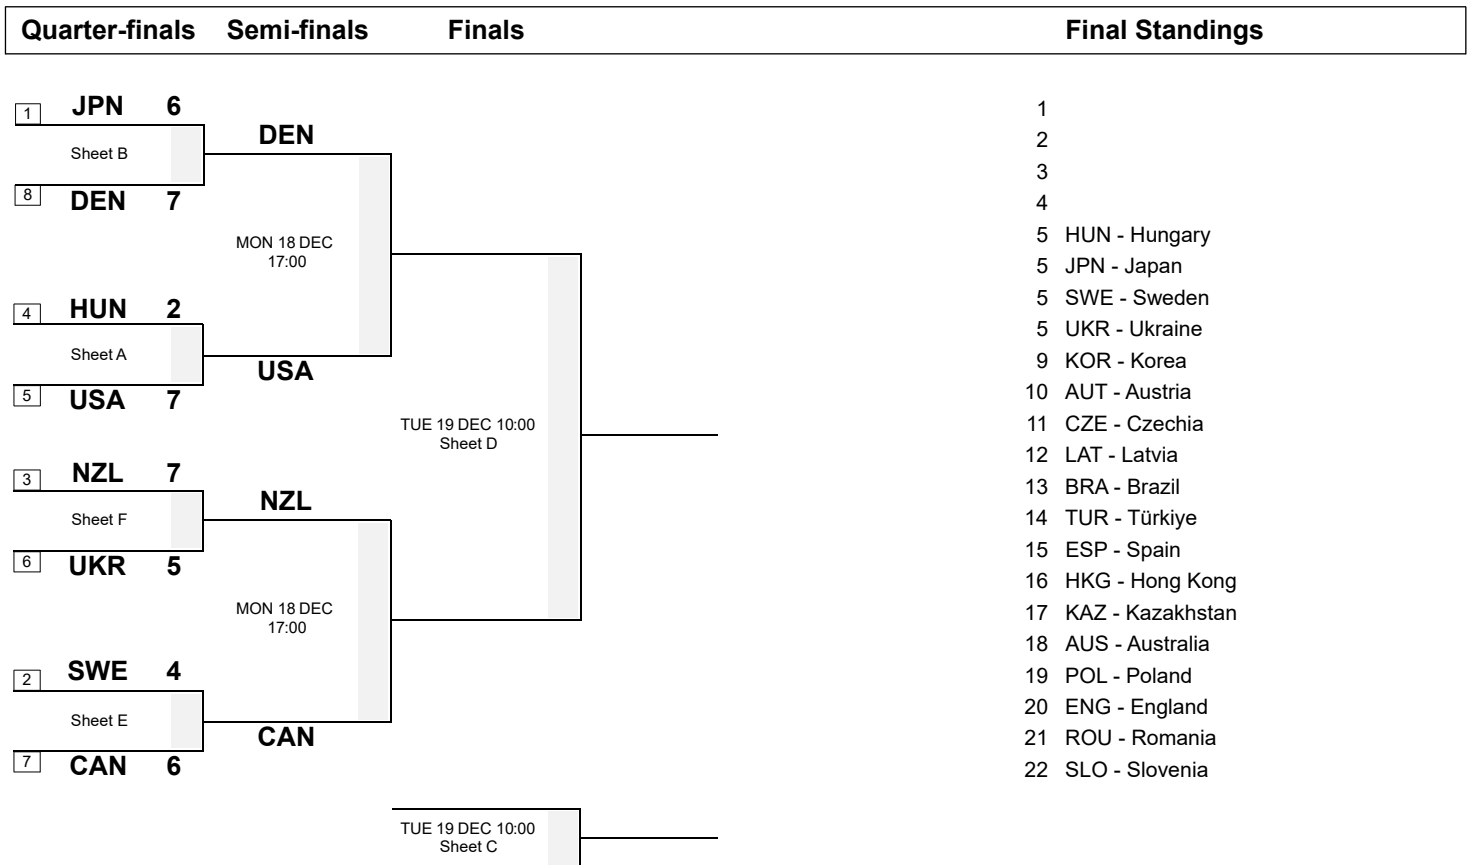 Quarter-finals Semi-finals Finals Final Standings
1 JPN 6
Sheet B
8 DEN 7
DEN
MON 18 DEC
17:00
4 HUN 2
Sheet A
5 USA 7
USA
3 NZL 7
Sheet F
6 UKR 5
NZL
MON 18 DEC
17:00
2 SWE 4
Sheet E
7 CAN 6
CAN
TUE 19 DEC 10:00
Sheet D
TUE 19 DEC 10:00
Sheet C
1
2
3
4
5 HUN - Hungary
5 JPN - Japan
5 SWE - Sweden
5 UKR - Ukraine
9 KOR - Korea
10 AUT - Austria
11 CZE - Czechia
12 LAT - Latvia
13 BRA - Brazil
14 TUR - Türkiye
15 ESP - Spain
16 HKG - Hong Kong
17 KAZ - Kazakhstan
18 AUS - Australia
19 POL - Poland
20 ENG - England
21 ROU - Romania
22 SLO - Slovenia